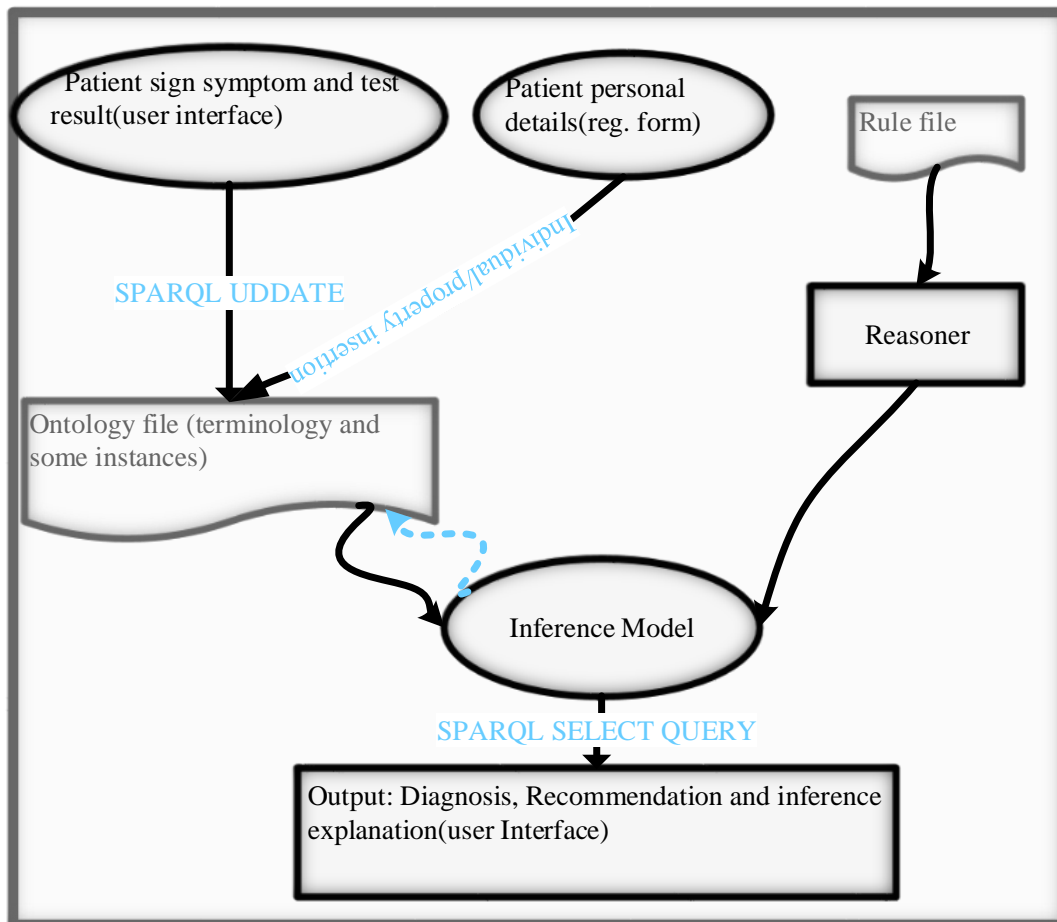 Patient sign symptom and test
result(user interface)
Patient personal
details(reg. form)
Rule file
Individual/property insertion
SPARQL UDDATE
Reasoner
Ontology file (terminology and
some instances)
Inference Model
SPARQL SELECT QUERY
Output: Diagnosis, Recommendation and inference
explanation(user Interface)